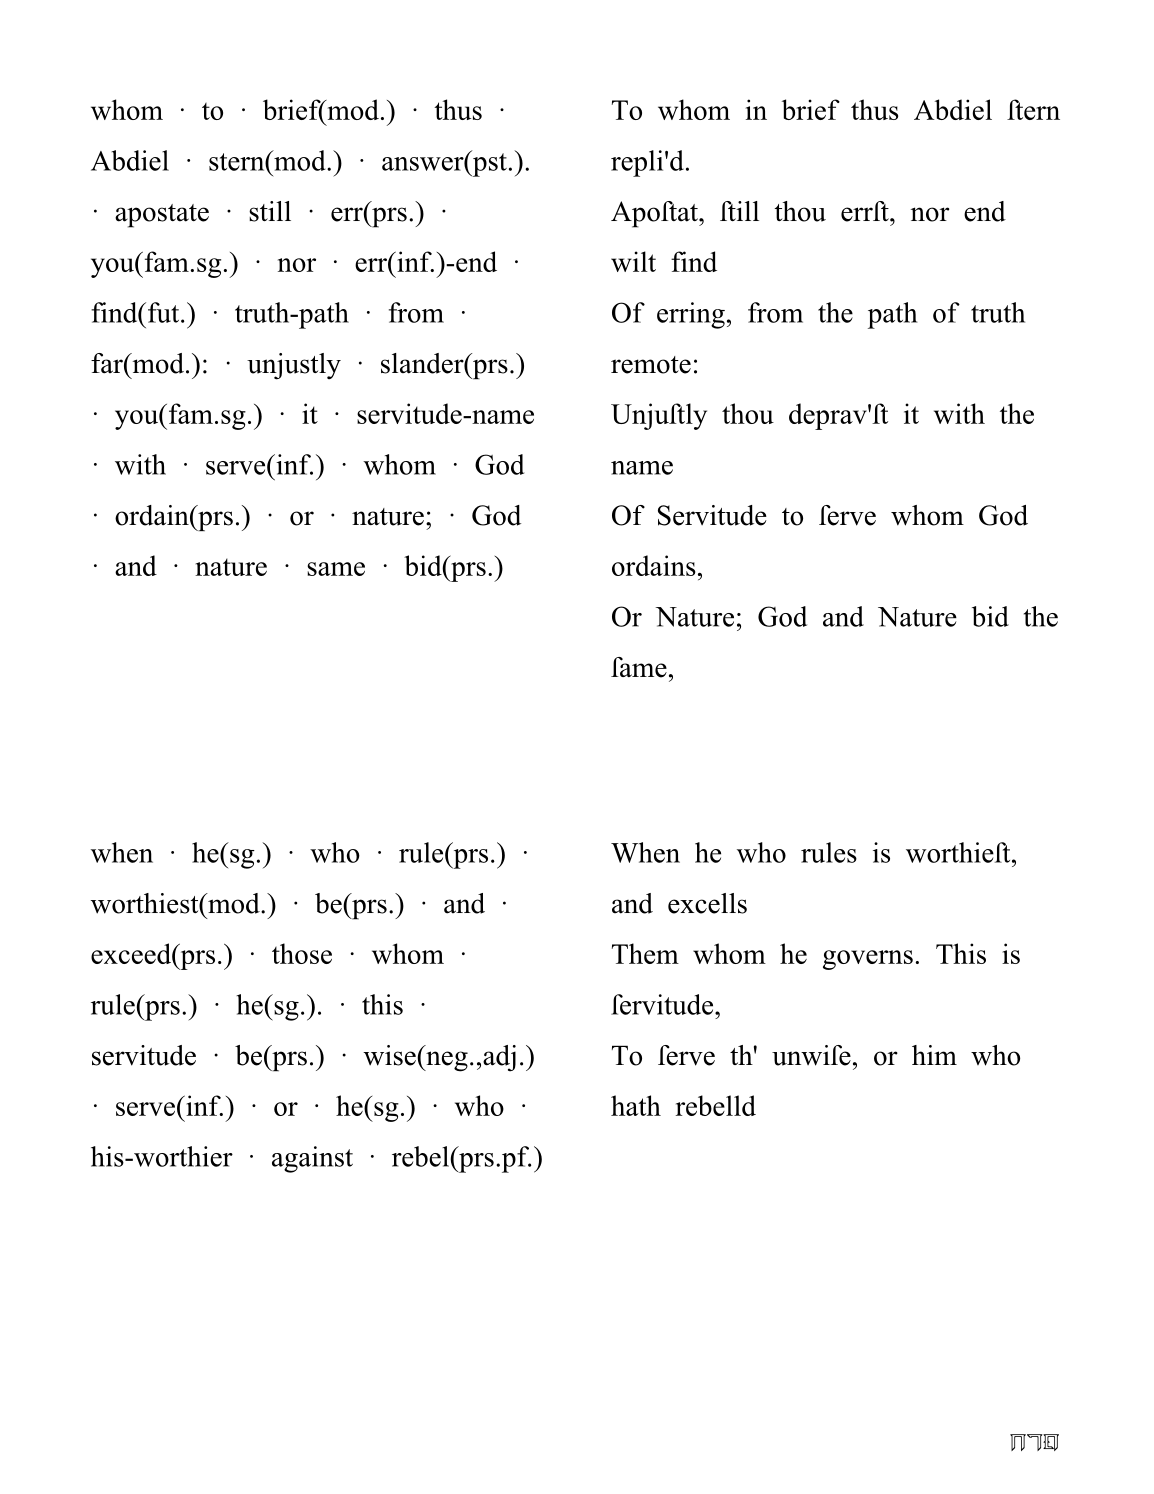 whom · to · brief(mod.) · thus ·
Abdiel · stern(mod.) · answer(pst.).
· apostate · still · err(prs.) ·
you(fam.sg.) · nor · err(inf.)-end ·
find(fut.) · truth-path · from ·
far(mod.): · unjustly · slander(prs.)
· you(fam.sg.) · it · servitude-name
· with · serve(inf.) · whom · God
· ordain(prs.) · or · nature; · God
· and · nature · same · bid(prs.)
To whom in brief thus Abdiel ſtern
repli'd.
Apoſtat, ſtill thou errſt, nor end
wilt find
Of erring, from the path of truth
remote:
Unjuſtly thou deprav'ſt it with the
name
Of Servitude to ſerve whom God
ordains,
Or Nature; God and Nature bid the
ſame,
when · he(sg.) · who · rule(prs.) ·
worthiest(mod.) · be(prs.) · and ·
exceed(prs.) · those · whom ·
rule(prs.) · he(sg.). · this ·
servitude · be(prs.) · wise(neg.,adj.)
· serve(inf.) · or · he(sg.) · who ·
his-worthier · against · rebel(prs.pf.)
When he who rules is worthieſt,
and excells
Them whom he governs. This is
ſervitude,
To ſerve th' unwiſe, or him who
hath rebelld